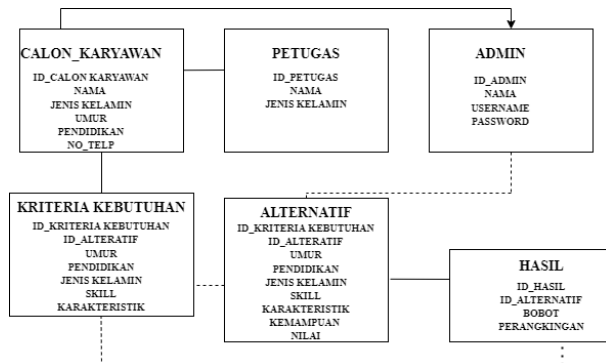 CALON_KARYAWAN
ID_CALON KARYAWAN
NAMA
JENIS KELAMIN
UMUR
PENDIDIKAN
NO_TELP
PETUGAS
ID_PETUGAS
NAMA
JENIS KELAMIN
ADMIN
ID_ADMIN
NAMA
USERNAME
PASSWORD
KRITERIA KEBUTUHAN
ID_KRITERIA KEBUTUHAN
ID_ALTERATIF
UMUR
PENDIDIKAN
JENIS KELAMIN
SKILL
KARAKTERISTIK
ALTERNATIF
ID_KRITERIA KEBUTUHAN
ID_ALTERATIF
UMUR
PENDIDIKAN
JENIS KELAMIN
SKILL
KARAKTERISTIK
KEMAMPUAN
NILAI
HASIL
ID_HASIL
ID_ALTERNATIF
BOBOT
PERANGKINGAN